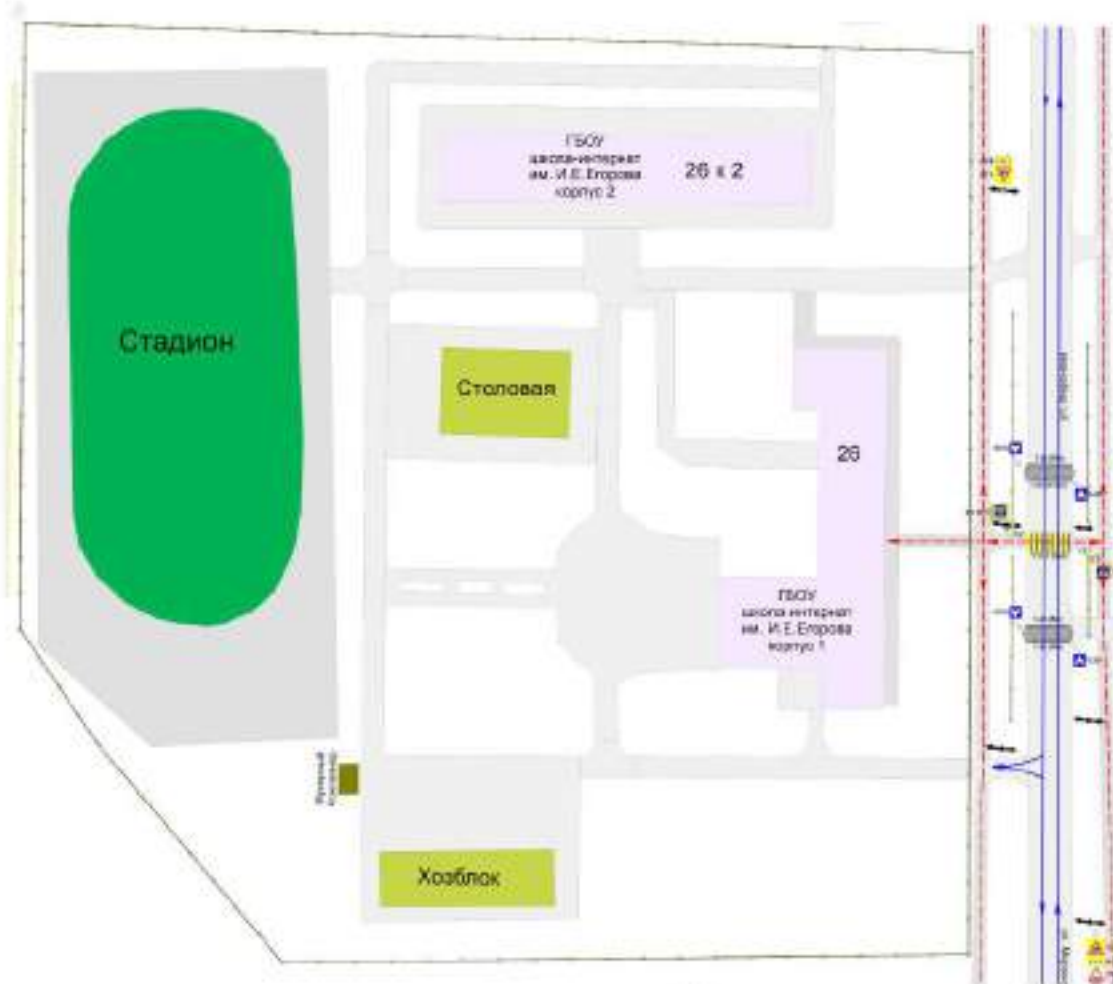 ГБОУ
школа-интернат
им. И.Е.Егорова
корпус 2
26 к 2
Стадион
Столовая
26
ГБОУ
школа интернат
им. И.Е.Егорова
корпус 1
Хозблок